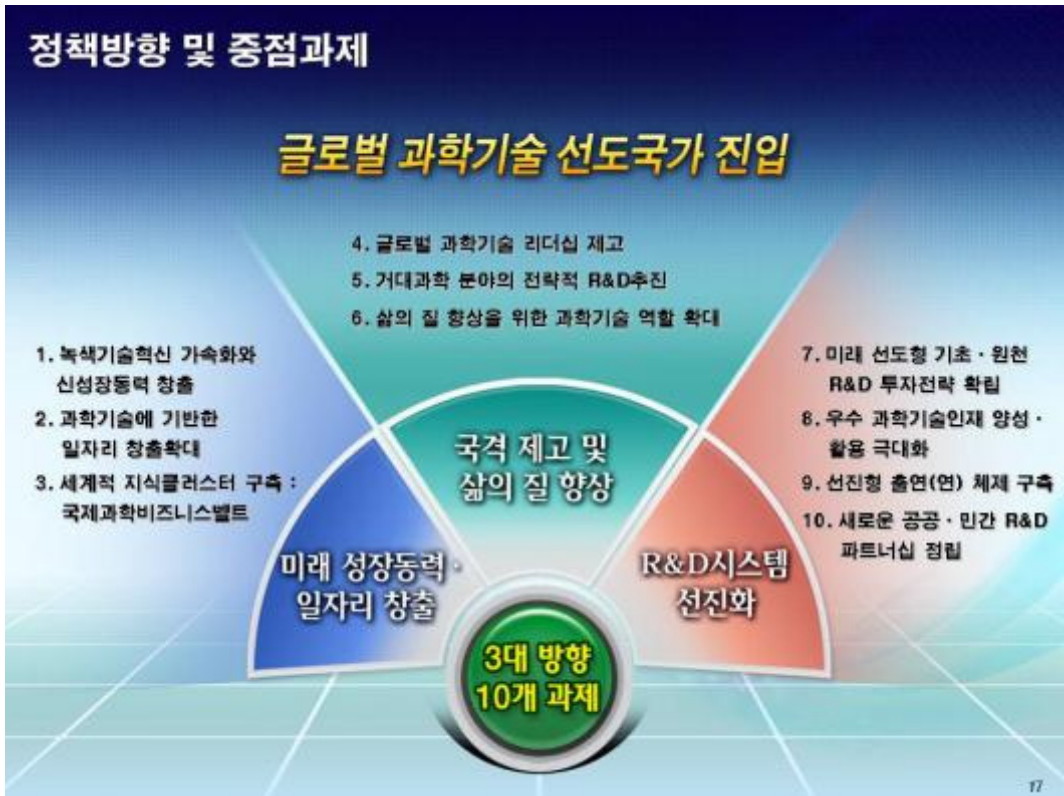 정책방향 및 중점과제
글로벌 과학기술 선도국가 진입
4. 글로벌 과학기술 리더십 제고
5. 거대과학 분야의 전략적 R&D추진
6. 삶의 질 향상을 위한 과학기술 역할 확대
1. 녹색기술혁신 가속화와
신성장동력 창출
2. 과학기술에 기반한
일자리 창출확대
3. 세계적 지식클러스터 구축 :
국제과학비즈니스벨트
7. 미래 선도형 기초 · 원천
R&D 투자전략 확립
8. 우수 과학기술인재 양성 ·
활용 극대화
9. 선진형 출연(연) 체제 구축
10. 새로운 공공 · 민간 R&D
파트너십 정립
국격 제고 및
삶의 질 향상
미래 성장동력 ·
일자리 창출
R&D시스템
선진화
3대 방향
10개 과제
17